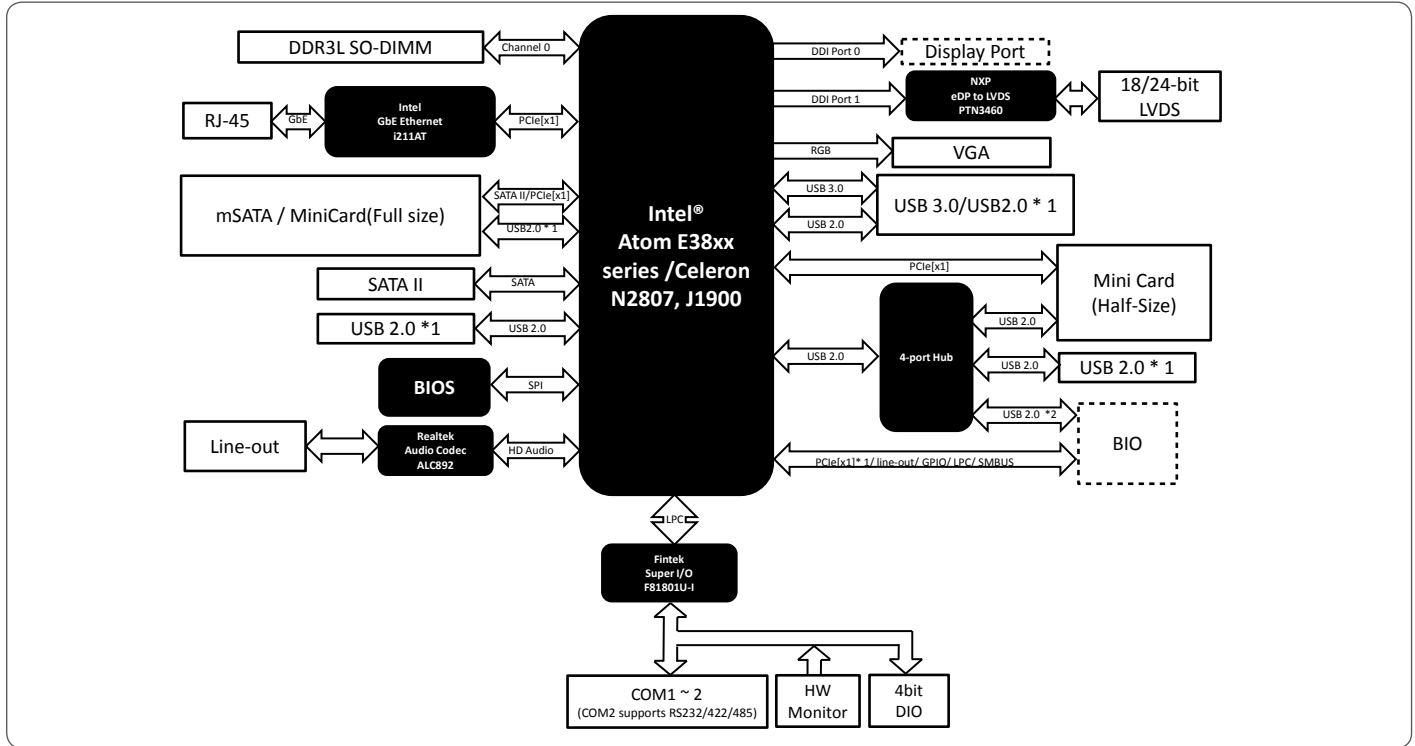 DDR3L SO-DIMM
Channel 0
RJ-45
GbE
Intel
GbE Ethernet
i211AT
PCIe[x1]
mSATA / MiniCard(Full size)
SATA II/PCIe[x1]
USB2.0 * 1
SATA II
SATA
USB 2.0 *1
USB 2.0
BIOS
SPI
Line-out
Realtek
Audio Codec
ALC892
HD Audio
Intel®
Atom E38xx
series /Celeron
N2807, J1900
DDI Port 0
Display Port
DDI Port 1
NXP
eDP to LVDS
PTN3460
18/24-bit
LVDS
RGB
VGA
USB 3.0
USB 2.0
USB 3.0/USB2.0 * 1
PCIe[x1]
Mini Card
(Half-Size)
USB 2.0
4-port Hub
USB 2.0
USB 2.0
USB 2.0 * 1
USB 2.0 *2
BIO
PCIe[x1]* 1/ line-out/ GPIO/ LPC/ SMBUS
LPC
Fintek
Super I/O
F81801U-I
COM1 ~ 2
(COM2 supports RS232/422/485)
HW
Monitor
4bit
DIO